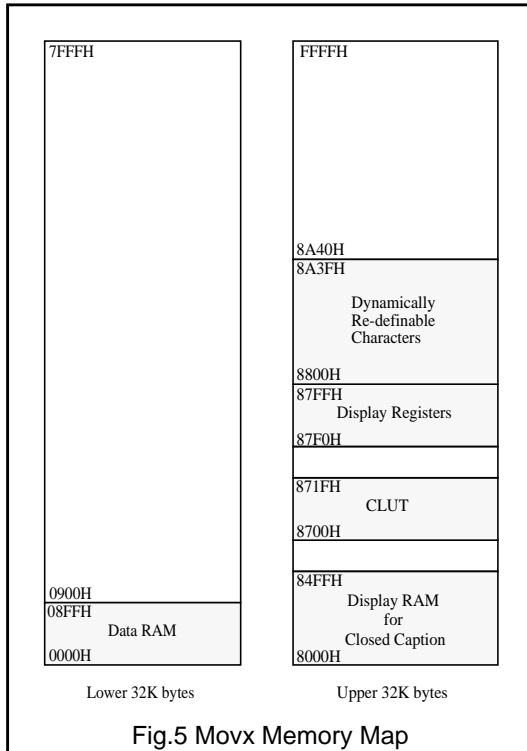 7FFFH
0900H
08FFH
Data RAM
0000H
Lower 32K bytes
FFFFH
8A40H
8A3FH
Dynamically
Re-definable
Characters
8800H
87FFH
Display Registers
87F0H
871FH
CLUT
8700H
84FFH
Display RAM
for
Closed Caption
8000H
Upper 32K bytes
Fig.5 Movx Memory Map